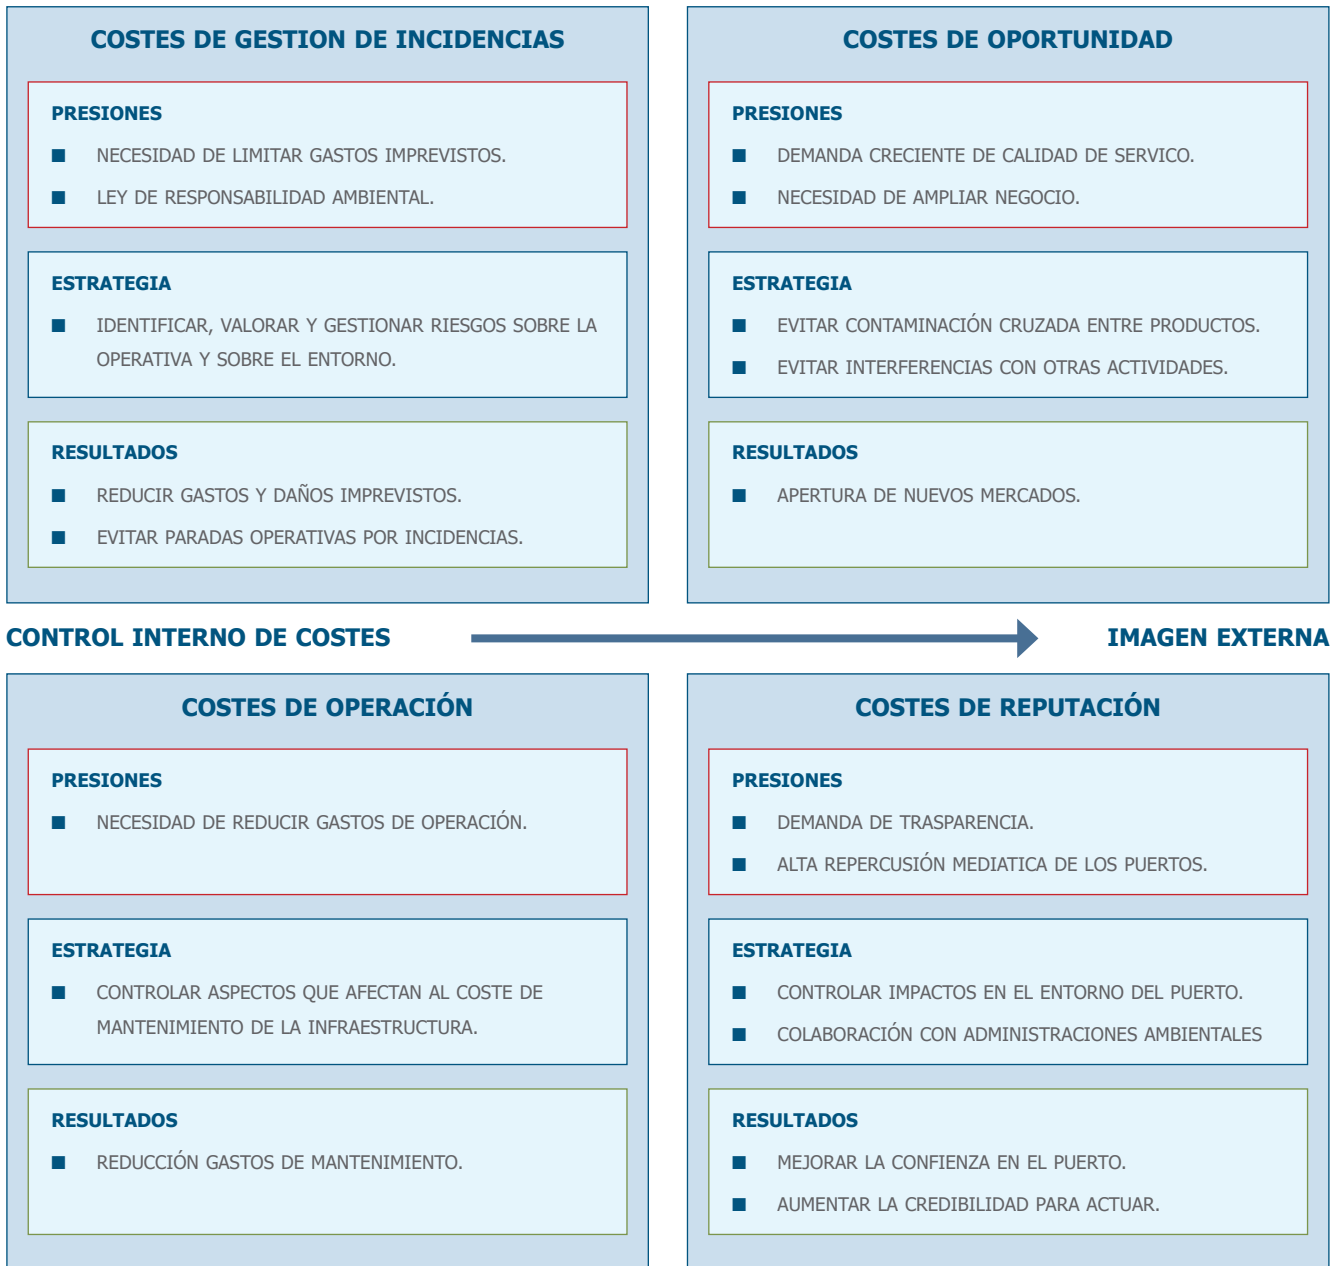 COSTES DE GESTION DE INCIDENCIAS
PRESIONES
■ NECESIDAD DE LIMITAR GASTOS IMPREVISTOS.
■ LEY DE RESPONSABILIDAD AMBIENTAL.
ESTRATEGIA
■ IDENTIFICAR, VALORAR Y GESTIONAR RIESGOS SOBRE LA
OPERATIVA Y SOBRE EL ENTORNO.
RESULTADOS
■ REDUCIR GASTOS Y DAÑOS IMPREVISTOS.
■ EVITAR PARADAS OPERATIVAS POR INCIDENCIAS.
COSTES DE OPORTUNIDAD
PRESIONES
■ DEMANDA CRECIENTE DE CALIDAD DE SERVICO.
■ NECESIDAD DE AMPLIAR NEGOCIO.
ESTRATEGIA
■ EVITAR CONTAMINACIÓN CRUZADA ENTRE PRODUCTOS.
■ EVITAR INTERFERENCIAS CON OTRAS ACTIVIDADES.
RESULTADOS
■ APERTURA DE NUEVOS MERCADOS.
CONTROL INTERNO DE COSTES
IMAGEN EXTERNA
COSTES DE OPERACIÓN
PRESIONES
■ NECESIDAD DE REDUCIR GASTOS DE OPERACIÓN.
ESTRATEGIA
■ CONTROLAR ASPECTOS QUE AFECTAN AL COSTE DE
MANTENIMIENTO DE LA INFRAESTRUCTURA.
RESULTADOS
■ REDUCCIÓN GASTOS DE MANTENIMIENTO.
COSTES DE REPUTACIÓN
PRESIONES
■ DEMANDA DE TRASPARENCIA.
■ ALTA REPERCUSIÓN MEDIATICA DE LOS PUERTOS.
ESTRATEGIA
■ CONTROLAR IMPACTOS EN EL ENTORNO DEL PUERTO.
■ COLABORACIÓN CON ADMINISTRACIONES AMBIENTALES
RESULTADOS
■ MEJORAR LA CONFIENZA EN EL PUERTO.
■ AUMENTAR LA CREDIBILIDAD PARA ACTUAR.